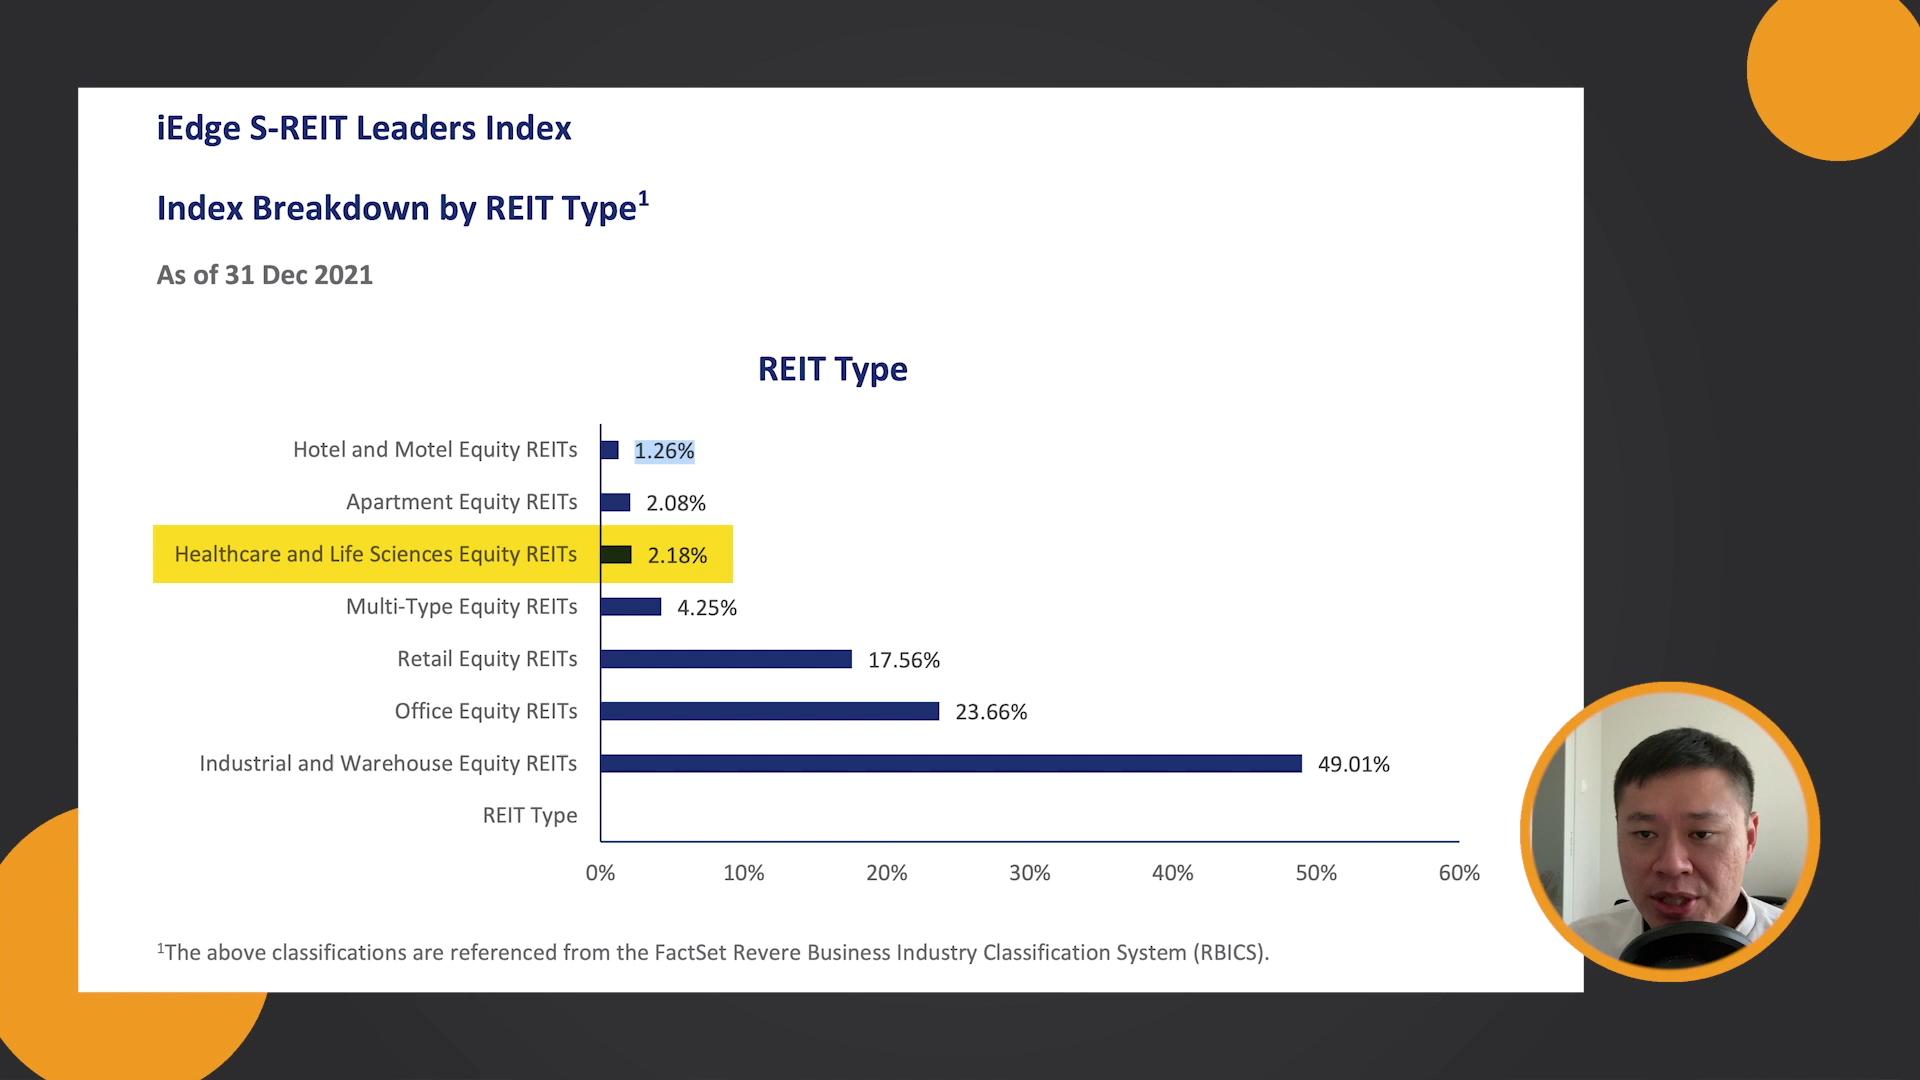 iEdge S-REIT Leaders Index
Index Breakdown by REIT Type1
As of 31 Dec 2021
REIT Type
Hotel and Motel Equity REITs 1.26%
Apartment Equity REITs 2.08%
Healthcare and Life Sciences Equity REITs 2.18%
Multi-Type Equity REITs 4.25%
Retail Equity REITs 17.56%
Office Equity REITs 23.66%
Industrial and Warehouse Equity REITs 49.01%
REIT Type
0% 10% 20% 30% 40% 50% 60%
1The above classifications are referenced from the FactSet Revere Business Industry Classification System (RBICS).